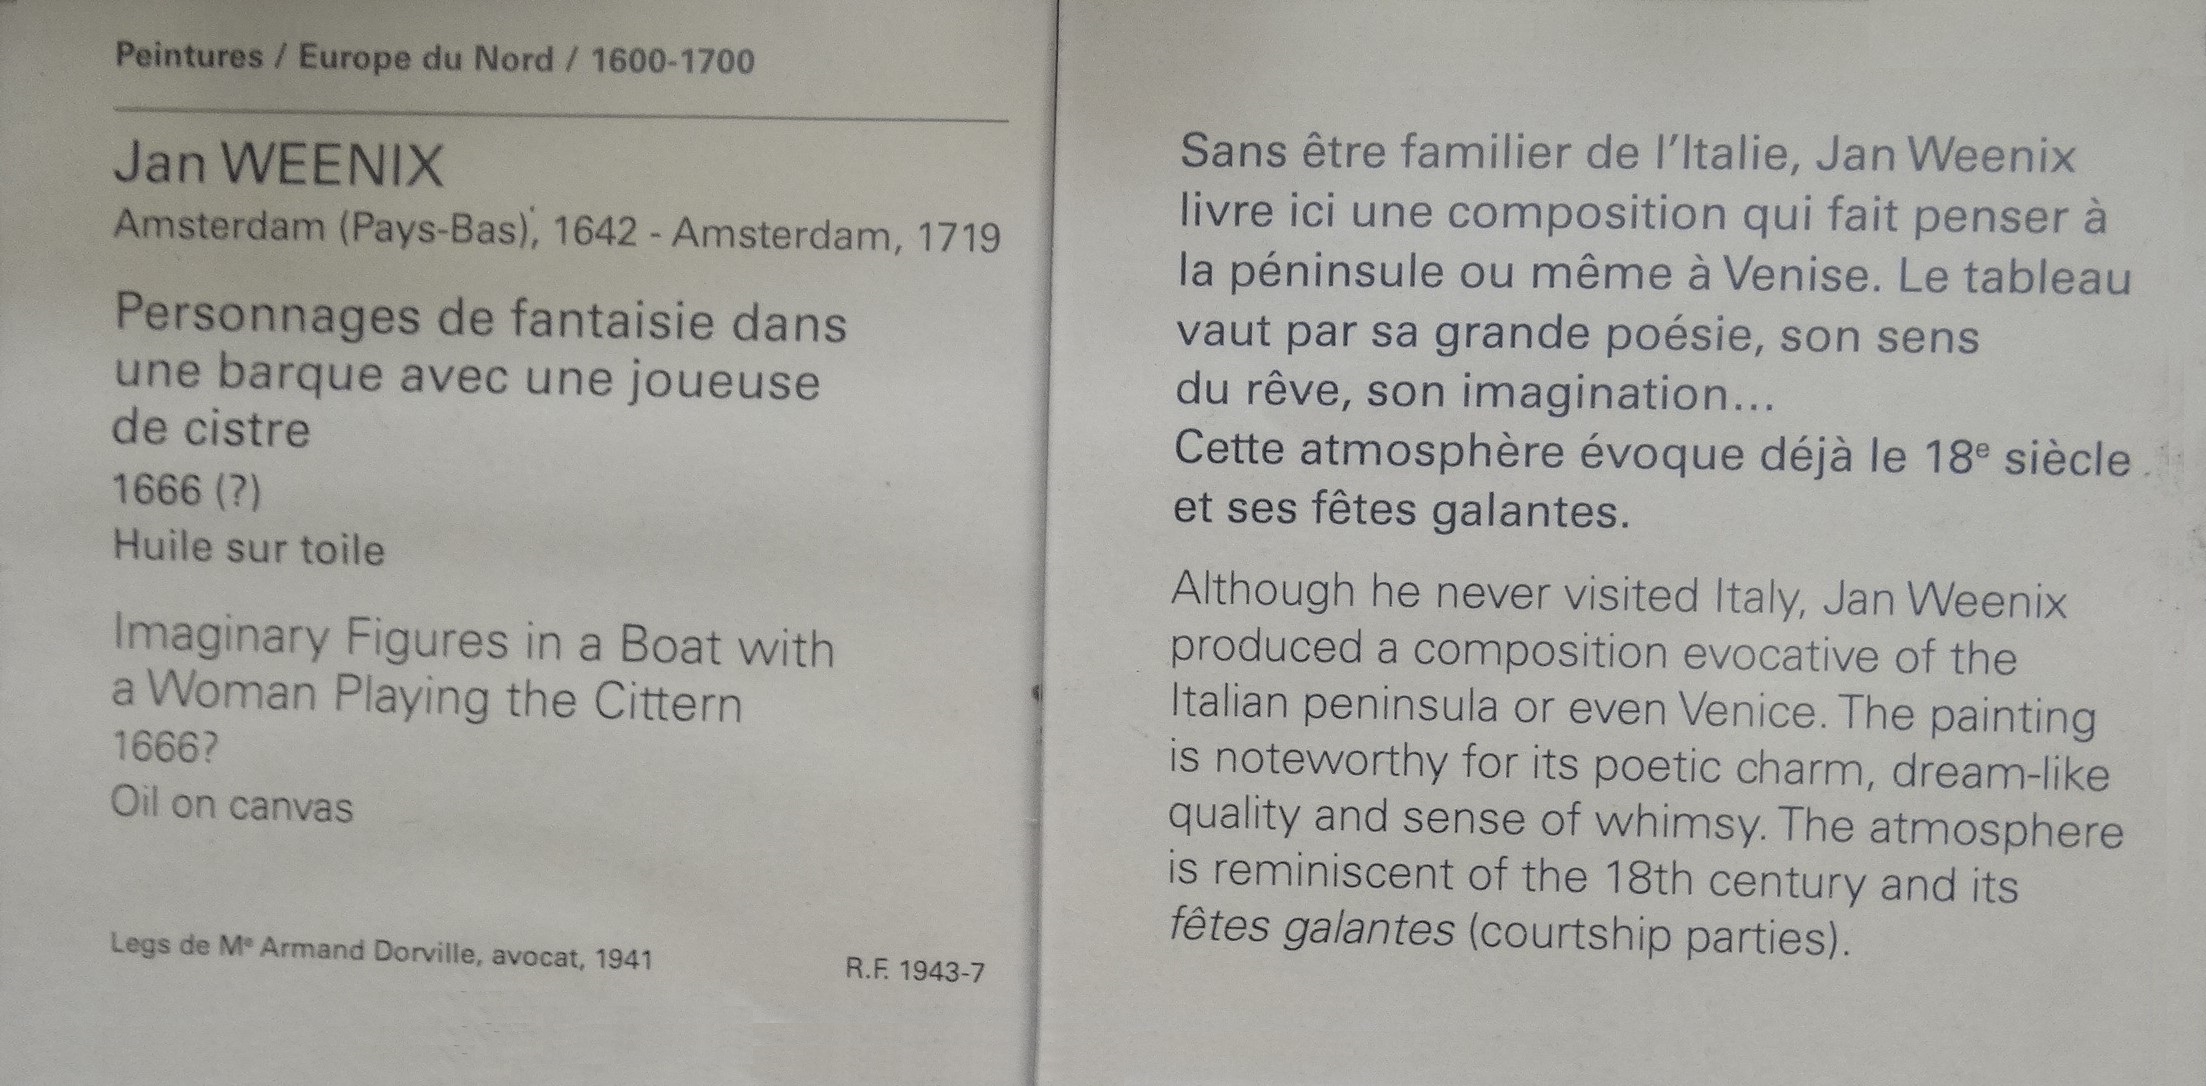 Peintures / Europe du Nord / 1600-1700
Jan WEENIX
Amsterdam (Pays-Bas), 1642 - Amsterdam, 1719
Personnages de fantaisie dans
une barque avec une joueuse
de cistre
1666 (?)
Huile sur toile
Imaginary Figures in a Boat with
a Woman Playing the Cittern
1666?
Oil on canvas
Legs de Mᵉ Armand Dorville, avocat, 1941
R.F. 1943-7
Sans être familier de l'Italie, Jan Weenix
livre ici une composition qui fait penser à
la péninsule ou même à Venise. Le tableau
vaut par sa grande poésie, son sens
du rêve, son imagination...
Cette atmosphère évoque déjà le 18ᵉ siècle
et ses fêtes galantes.
Although he never visited Italy, Jan Weenix
produced a composition evocative of the
Italian peninsula or even Venice. The painting
is noteworthy for its poetic charm, dream-like
quality and sense of whimsy. The atmosphere
is reminiscent of the 18th century and its
fêtes galantes (courtship parties).